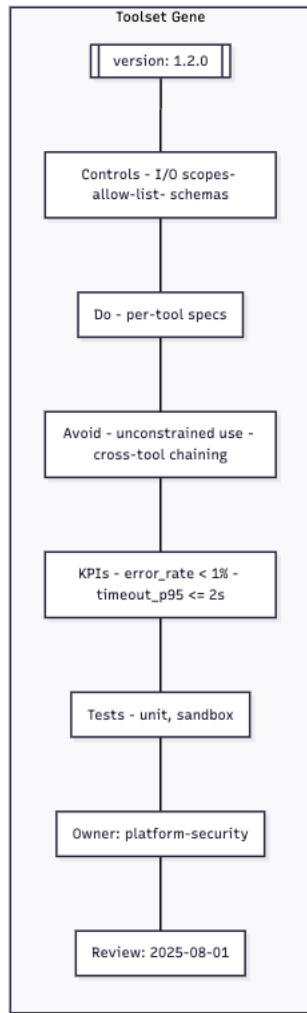 Toolset Gene
version: 1.2.0
Controls - I/O scopes-
allow-list- schemas
Do - per-tool specs
Avoid - unconstrained use -
cross-tool chaining
KPIs - error_rate < 1% -
timeout_p95 <= 2s
Tests - unit, sandbox
Owner: platform-security
Review: 2025-08-01